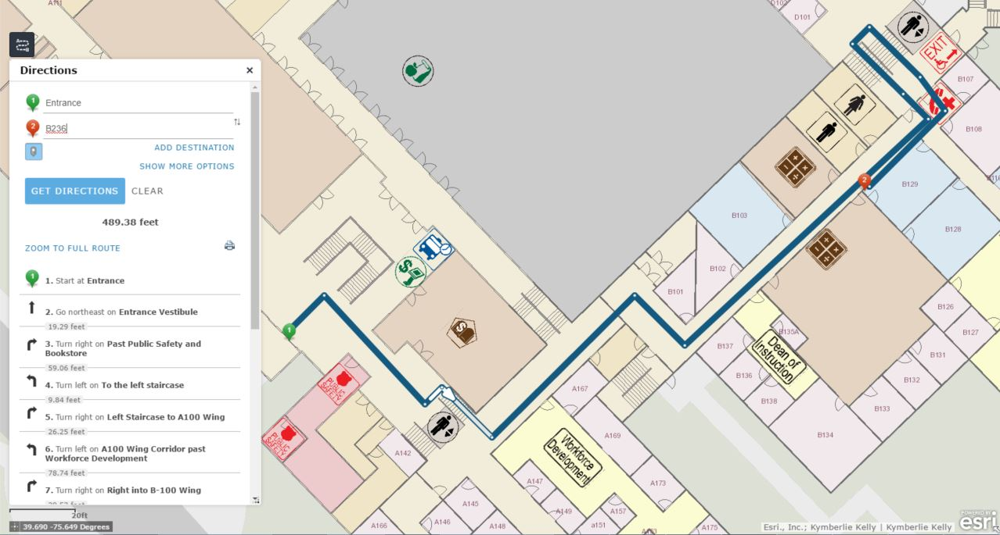 A111
Directions
×
1
Entrance
2
B236
ADD DESTINATION
SHOW MORE OPTIONS
GET DIRECTIONS
CLEAR
489.38 feet
ZOOM TO FULL ROUTE
1
1. Start at Entrance
2. Go northeast on Entrance Vestibule
19.29 feet
3. Turn right on Past Public Safety and
Bookstore
59.06 feet
4. Turn left on To the left staircase
9.84 feet
5. Turn right on Left Staircase to A100 Wing
26.25 feet
6. Turn left on A100 Wing Corridor past
Workforce Development
78.74 feet
7. Turn right on Right into B-100 Wing
20ft
39.690 -75.649 Degrees
D102
D101
EXIT
B107
B108
2
B129
B128
B103
B102
B101
1
B126
B127
B135A
B137
Dean of
Instruction
B131
B136
B132
B138
B133
B134
PUBLIC
SAFETY
PUBLIC
SAFETY
A167
A142
A169
Workforce
Development
A147
A173
A145
A149
A157
A166
A146
A148
a151
A175
Esri., Inc.; Kymberlie Kelly | Kymberlie Kelly
POWERED BY
esri